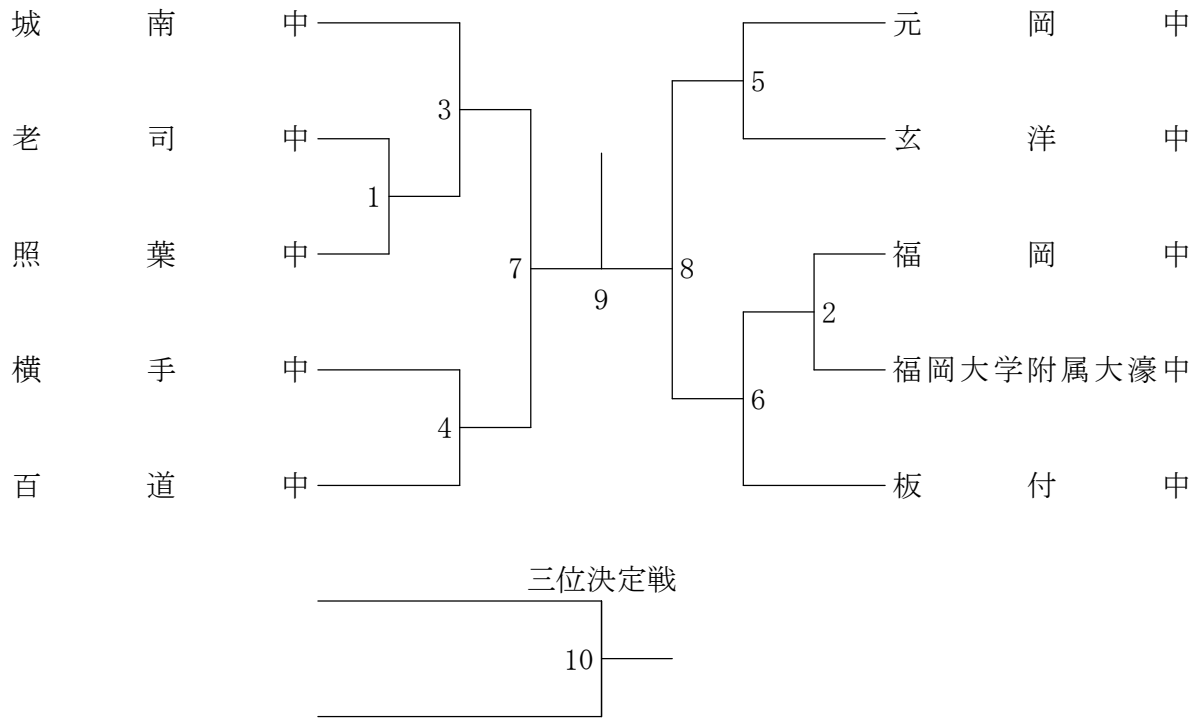 城南中 元岡中
3 5
老司中 玄洋中
1
照葉中 福岡中
7 8
9 2
横手中 福岡大学附属大濠中
4 6
百道中 板付中
三位決定戦
10